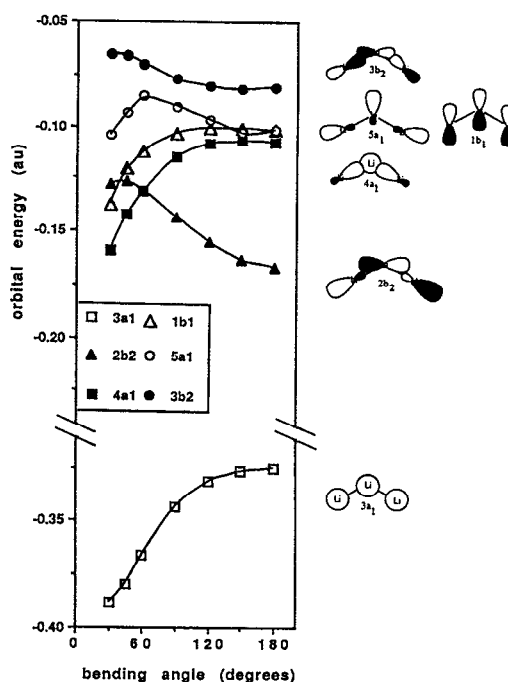 orbital energy (au)
-0.05
-0.10
-0.15
-0.20
-0.35
-0.40
0 60 120 180
bending angle (degrees)
3a1 1b1
2b2 5a1
4a1 3b2
3b₂
5a₁ 1b₁
Li
4a₁
2b₂
Li Li Li
3a₁